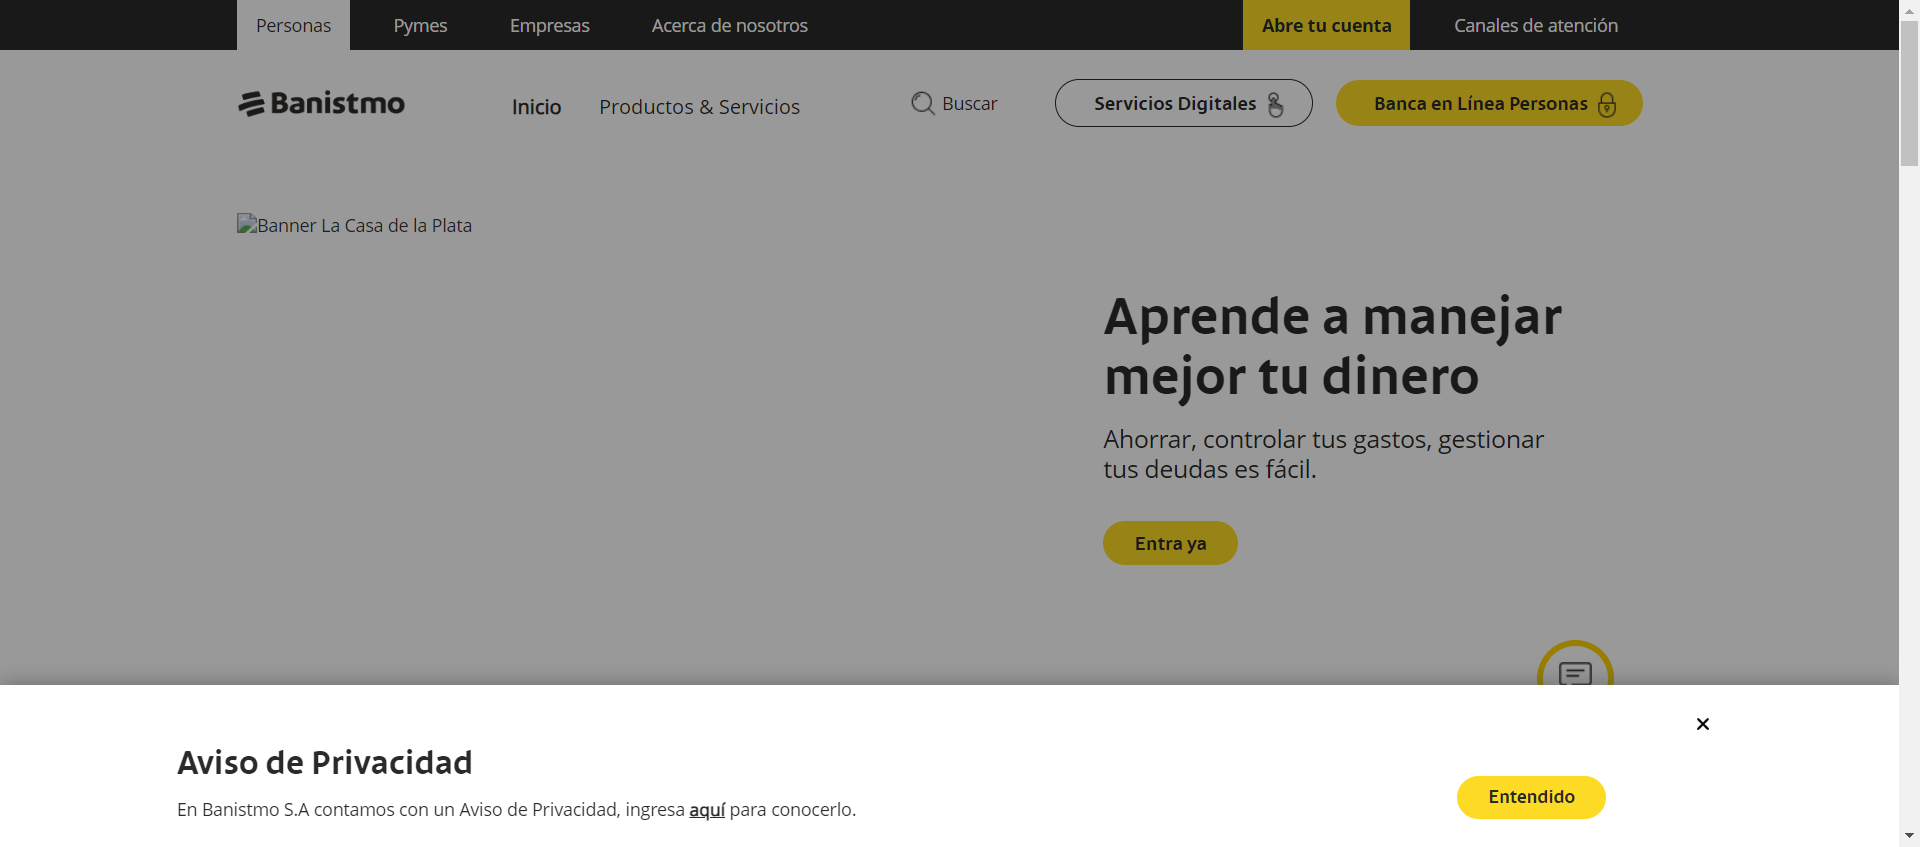 Personas
Pymes
Empresas
Acerca de nosotros
Abre tu cuenta
Canales de atención
Banistmo
Inicio
Productos & Servicios
Buscar
Servicios Digitales
Banca en Línea Personas
Banner La Casa de la Plata
Aprende a manejar
mejor tu dinero
Ahorrar, controlar tus gastos, gestionar
tus deudas es fácil.
Entra ya
Aviso de Privacidad
En Banistmo S.A contamos con un Aviso de Privacidad, ingresa aquí para conocerlo.
Entendido